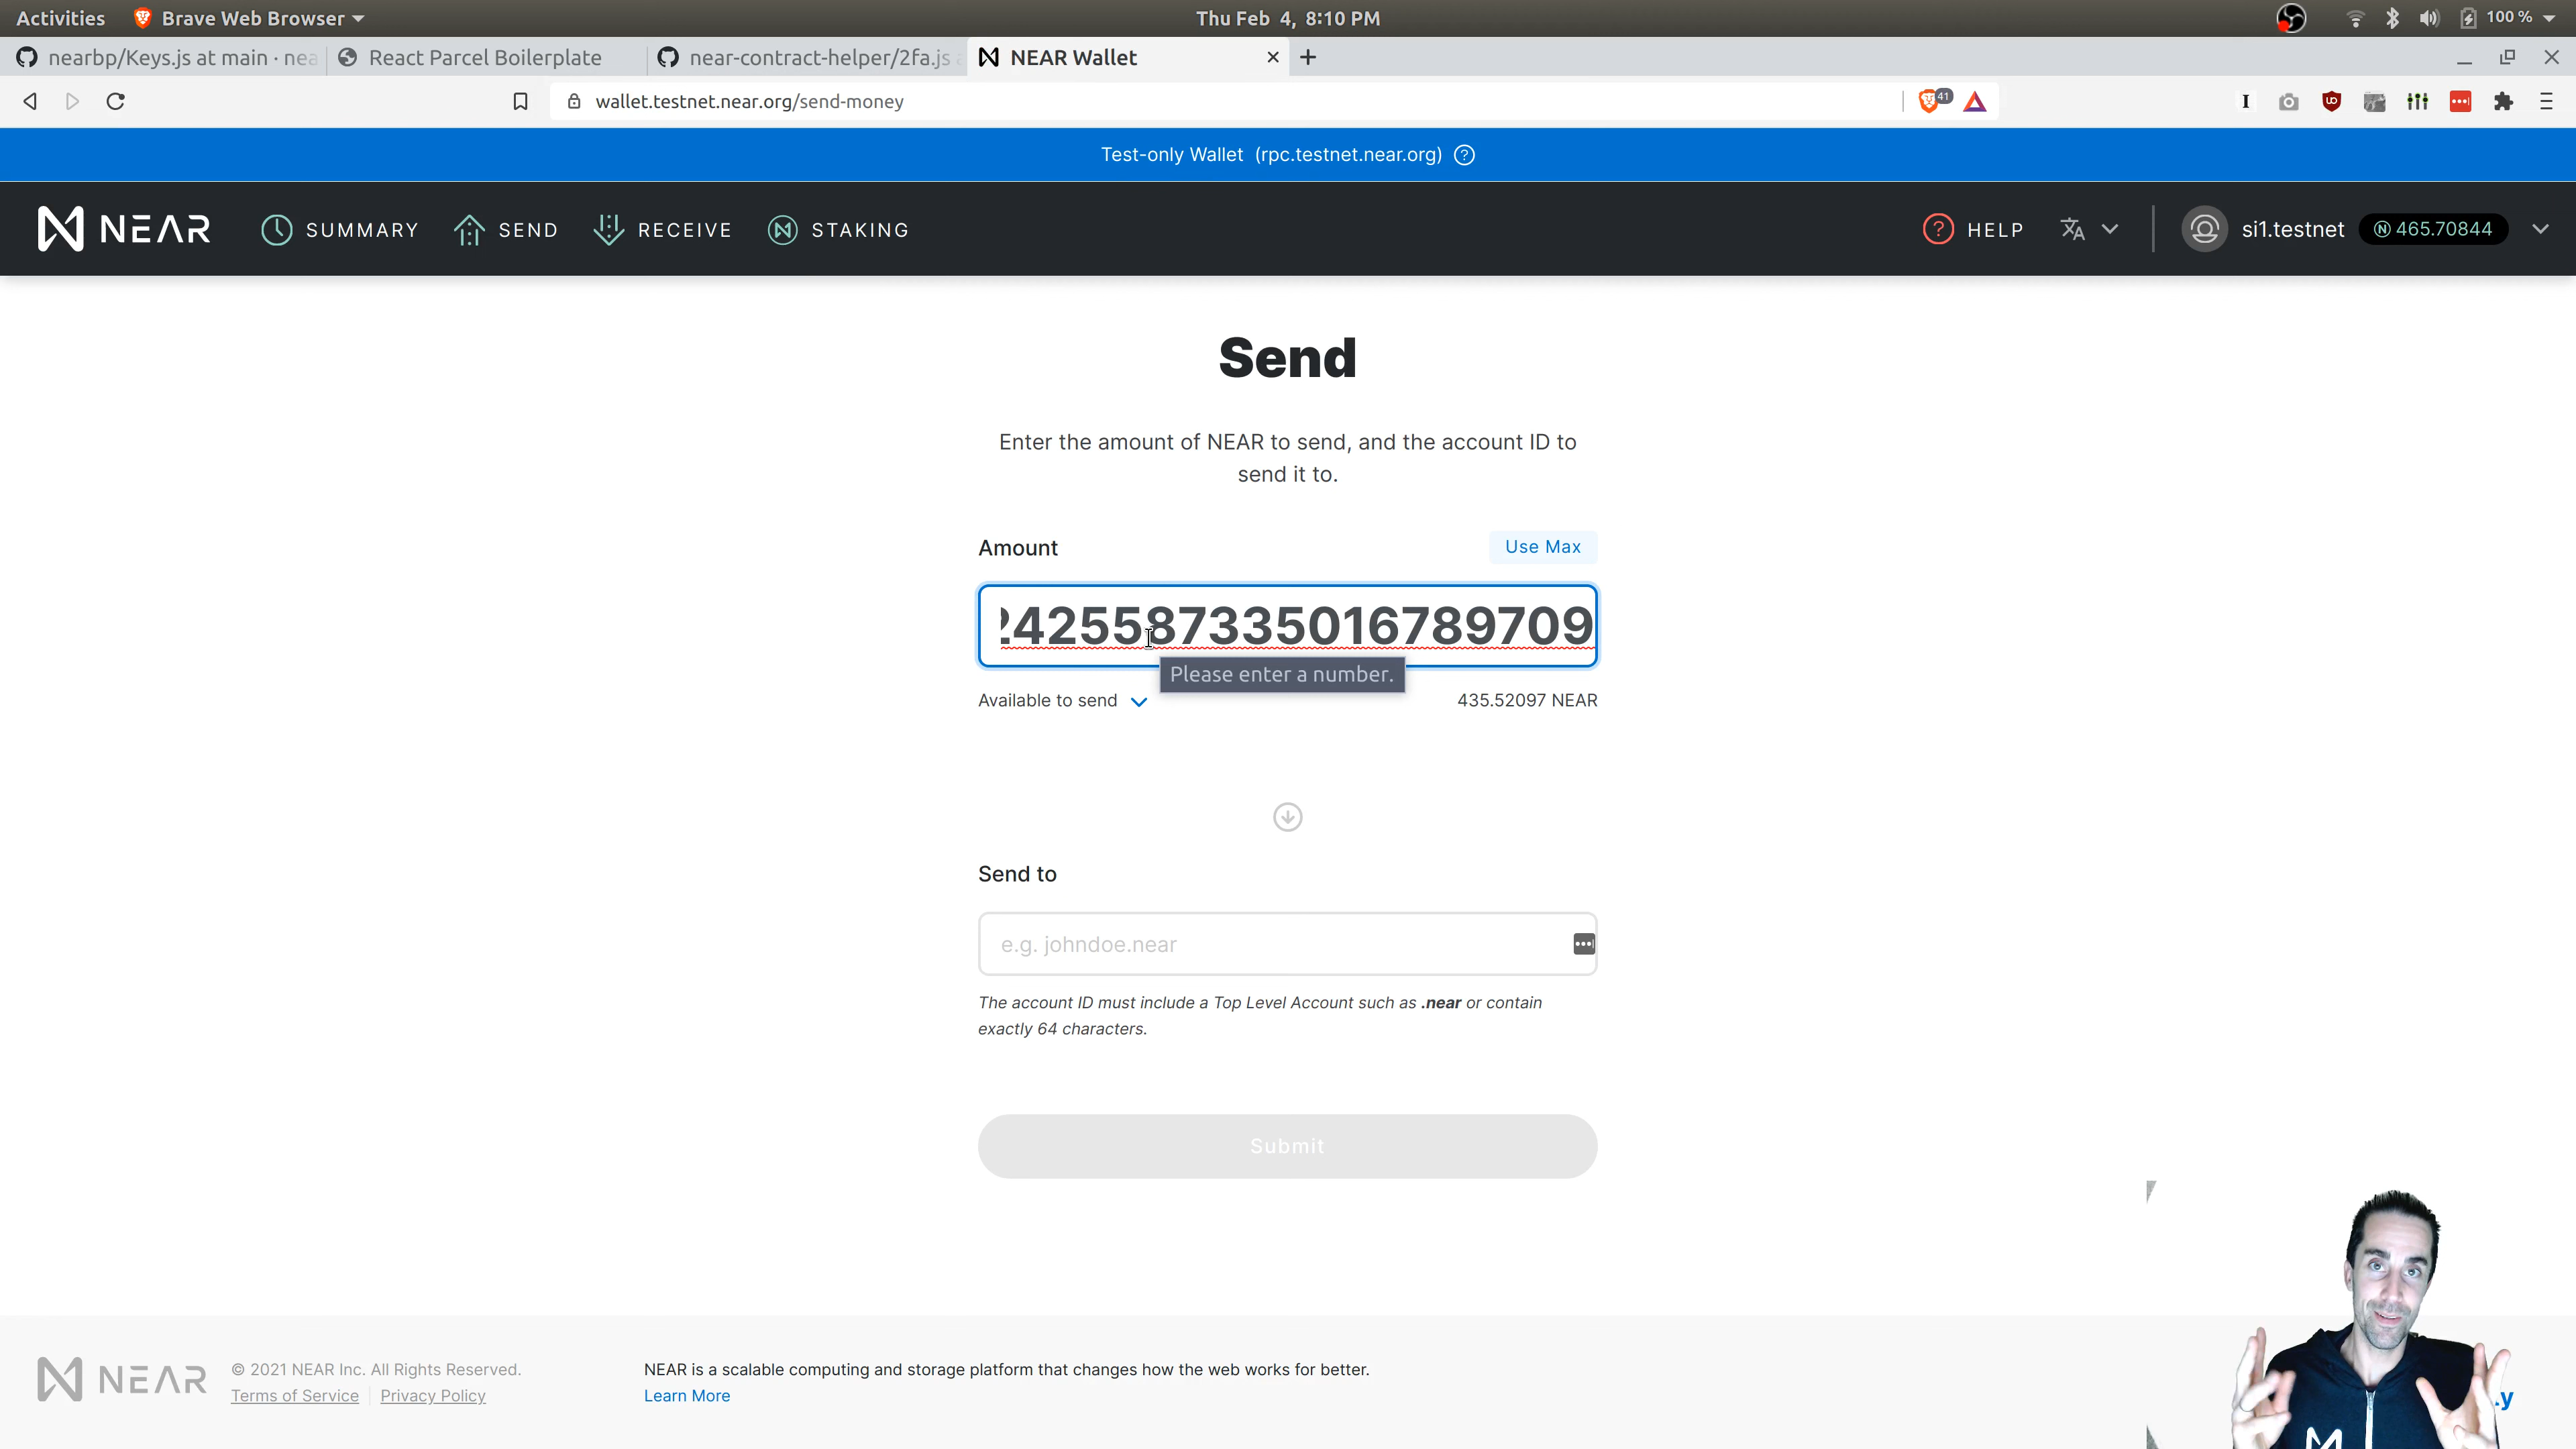 Activities
Brave Web Browser
Thu Feb 4, 8:10 PM
100 %
nearbp/Keys.js at main · nea
React Parcel Boilerplate
near-contract-helper/2fa.js a
NEAR Wallet
wallet.testnet.near.org/send-money
41
Test-only Wallet (rpc.testnet.near.org) ?
NEAR
SUMMARY
SEND
RECEIVE
STAKING
? HELP
si1.testnet
465.70844
Send
Enter the amount of NEAR to send, and the account ID to
send it to.
Amount
Use Max
2425587335016789709
Please enter a number.
Available to send
435.52097 NEAR
Send to
e.g. johndoe.near
The account ID must include a Top Level Account such as .near or contain
exactly 64 characters.
Submit
NEAR
© 2021 NEAR Inc. All Rights Reserved.
Terms of Service
Privacy Policy
NEAR is a scalable computing and storage platform that changes how the web works for better.
Learn More